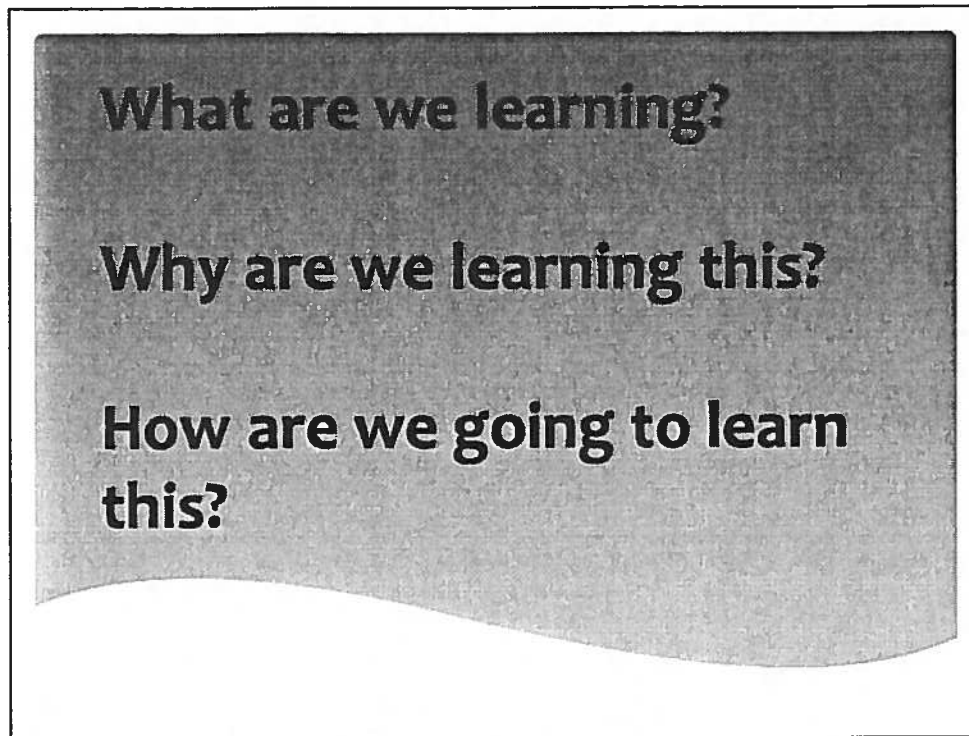 What are we learning?
Why are we learning this?
How are we going to learn
this?